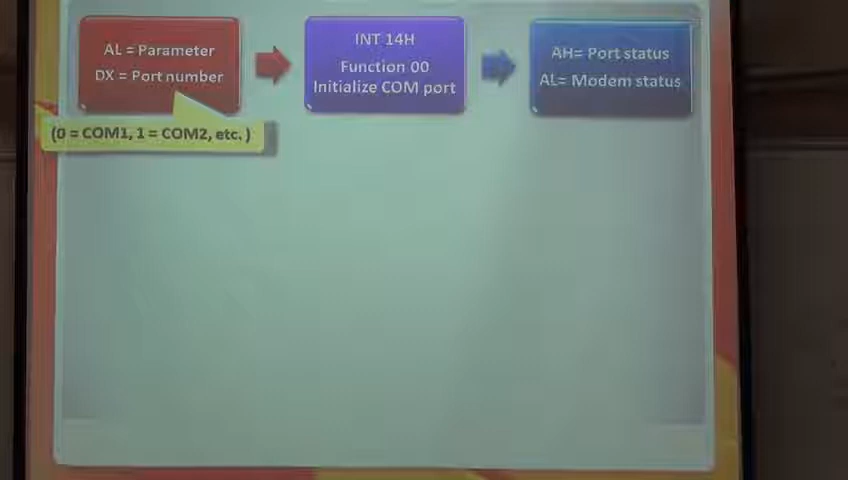 AL = Parameter
DX = Port number
(0 = COM1, 1 = COM2, etc. )
INT 14H
Function 00
Initialize COM port
AH= Port status
AL= Modem status